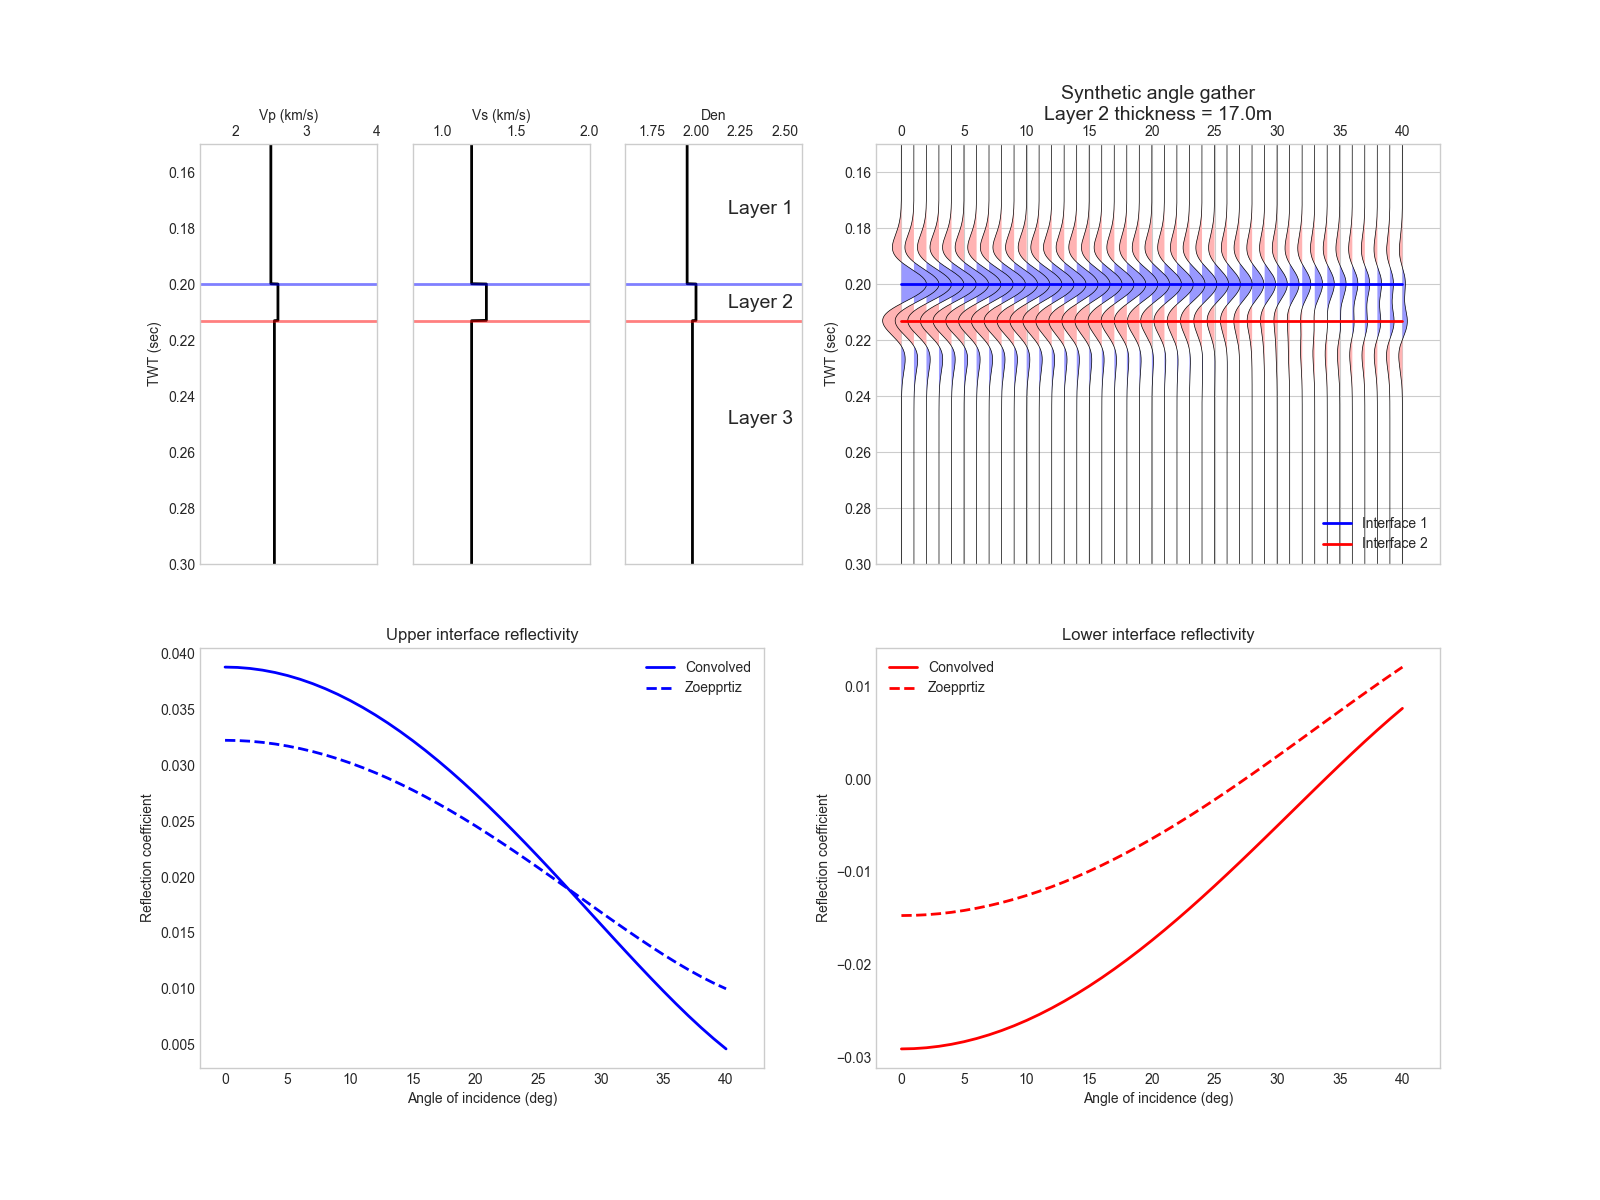 Synthetic angle gather
Layer 2 thickness = 17.0m
Vp (km/s)
2 3 4
Vs (km/s)
1.0 1.5 2.0
Den
1.75 2.00 2.25 2.50
0 5 10 15 20 25 30 35 40
TWT (sec)
0.16
0.18
0.20
0.22
0.24
0.26
0.28
0.30
Layer 1
Layer 2
Layer 3
TWT (sec)
0.16
0.18
0.20
0.22
0.24
0.26
0.28
0.30
Interface 1
Interface 2
Upper interface reflectivity
Reflection coefficient
0.040
0.035
0.030
0.025
0.020
0.015
0.010
0.005
Convolved
Zoepprtiz
0 5 10 15 20 25 30 35 40
Angle of incidence (deg)
Lower interface reflectivity
Reflection coefficient
0.01
0.00
−0.01
−0.02
−0.03
Convolved
Zoepprtiz
0 5 10 15 20 25 30 35 40
Angle of incidence (deg)